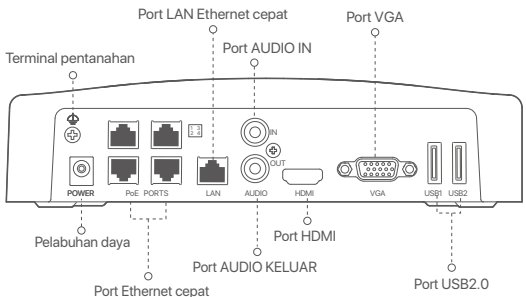 Port LAN Ethernet cepat
Port VGA
Port AUDIO IN
Terminal pentanahan
IN
OUT
POWER
PoE PORTS
LAN
AUDIO
HDMI
VGA
USB1
USB2
Pelabuhan daya
Port HDMI
Port AUDIO KELUAR
Port USB2.0
Port Ethernet cepat